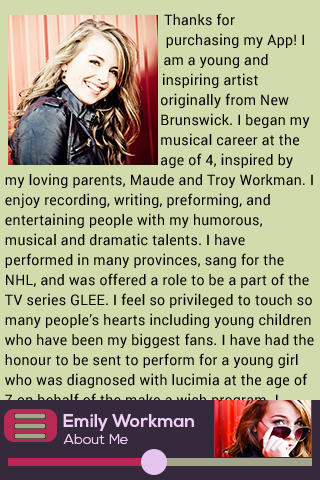 Thanks for
purchasing my App! I
am a young and
inspiring artist
originally from New
Brunswick. I began my
musical career at the
age of 4, inspired by
my loving parents, Maude and Troy Workman. I
enjoy recording, writing, preforming, and
entertaining people with my humorous,
musical and dramatic talents. I have
performed in many provinces, sang for the
NHL, and was offered a role to be a part of the
TV series GLEE. I feel so privileged to touch so
many people's hearts including young children
who have been my biggest fans. I have had the
honour to be sent to perform for a young girl
who was diagnosed with lucimia at the age of
7 on behalf of the make a wish program. I
Emily Workman
About Me